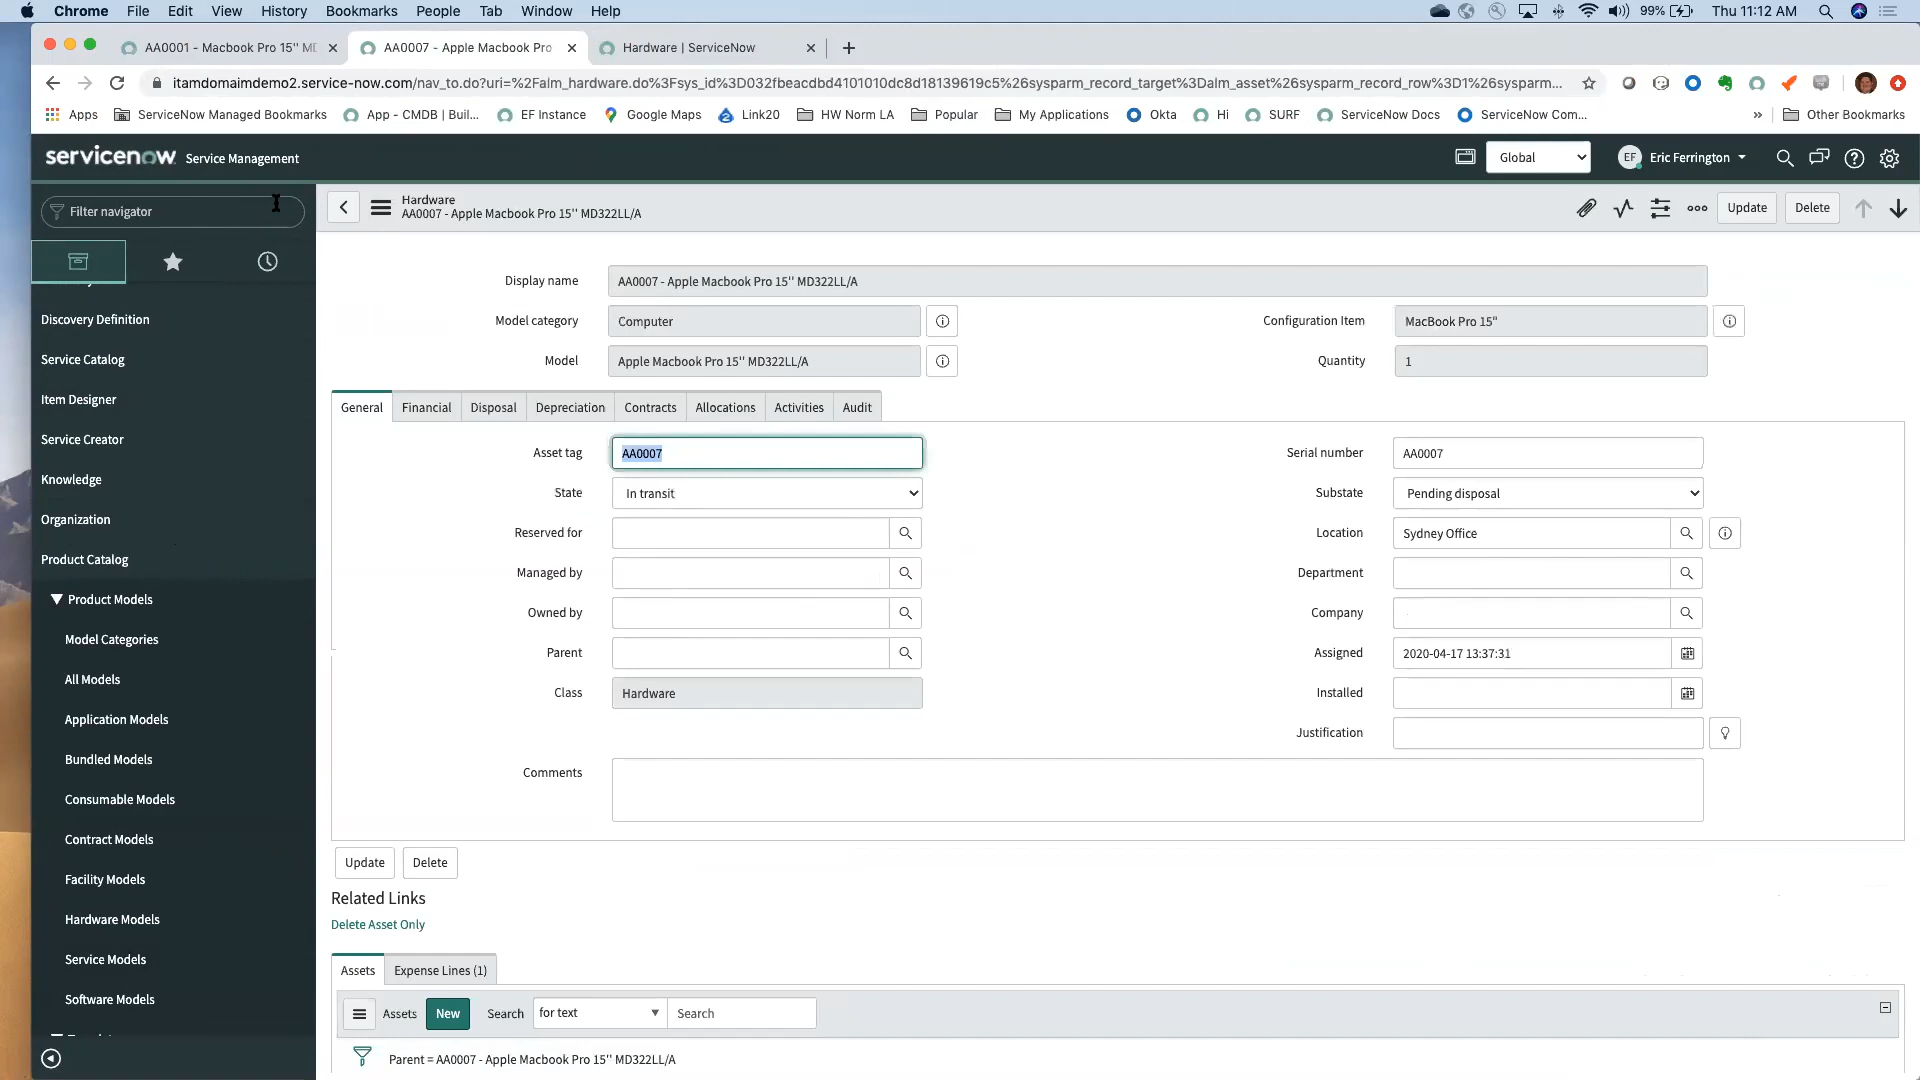 Chrome File Edit View History Bookmarks People Tab Window Help 99% Thu 11:12 AM
AA0001 - Macbook Pro 15'' MD AA0007 - Apple Macbook Pro Hardware | ServiceNow
itamdomaimdemo2.service-now.com/nav_to.do?uri=%2Falm_hardware.do%3Fsys_id%3D032fbeacdbd4101010dc8d18139619c5%26sysparm_record_target%3Dalm_asset%26sysparm_record_row%3D1%26sysparm...
Apps ServiceNow Managed Bookmarks App - CMDB | Buil... EF Instance Google Maps Link20 HW Norm LA Popular My Applications Okta Hi SURF ServiceNow Docs ServiceNow Com... » Other Bookmarks
servicenow Service Management Global EF Eric Ferrington
Filter navigator
Discovery Definition
Service Catalog
Item Designer
Service Creator
Knowledge
Organization
Product Catalog
Product Models
Model Categories
All Models
Application Models
Bundled Models
Consumable Models
Contract Models
Facility Models
Hardware Models
Service Models
Software Models
Hardware
AA0007 - Apple Macbook Pro 15'' MD322LL/A
Update Delete
Display name AA0007 - Apple Macbook Pro 15'' MD322LL/A
Model category Computer Configuration Item MacBook Pro 15"
Model Apple Macbook Pro 15'' MD322LL/A Quantity 1
General Financial Disposal Depreciation Contracts Allocations Activities Audit
Asset tag AA0007 Serial number AA0007
State In transit Substate Pending disposal
Reserved for Location Sydney Office
Managed by Department
Owned by Company
Parent Assigned 2020-04-17 13:37:31
Class Hardware Installed
Justification
Comments
Update Delete
Related Links
Delete Asset Only
Assets Expense Lines (1)
Assets New Search for text Search
Parent = AA0007 - Apple Macbook Pro 15'' MD322LL/A